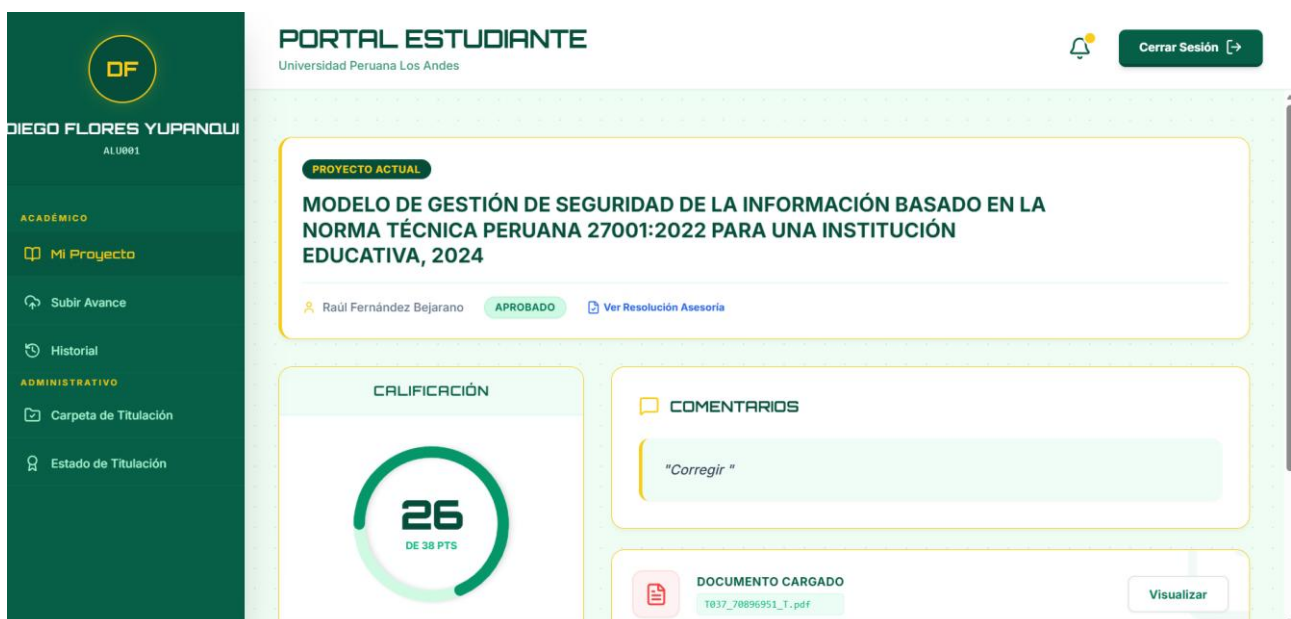 DF
DIEGO FLORES YUPANQUI
ALU001
ACADÉMICO
Mi Proyecto
Subir Avance
Historial
ADMINISTRATIVO
Carpeta de Titulación
Estado de Titulación
PORTAL ESTUDIANTE
Universidad Peruana Los Andes
Cerrar Sesión
PROYECTO ACTUAL
MODELO DE GESTIÓN DE SEGURIDAD DE LA INFORMACIÓN BASADO EN LA
NORMA TÉCNICA PERUANA 27001:2022 PARA UNA INSTITUCIÓN
EDUCATIVA, 2024
Raúl Fernández Bejarano
APROBADO
Ver Resolución Asesoría
CALIFICACIÓN
26
DE 38 PTS
COMENTARIOS
"Corregir "
DOCUMENTO CARGADO
T037_70896951_T.pdf
Visualizar